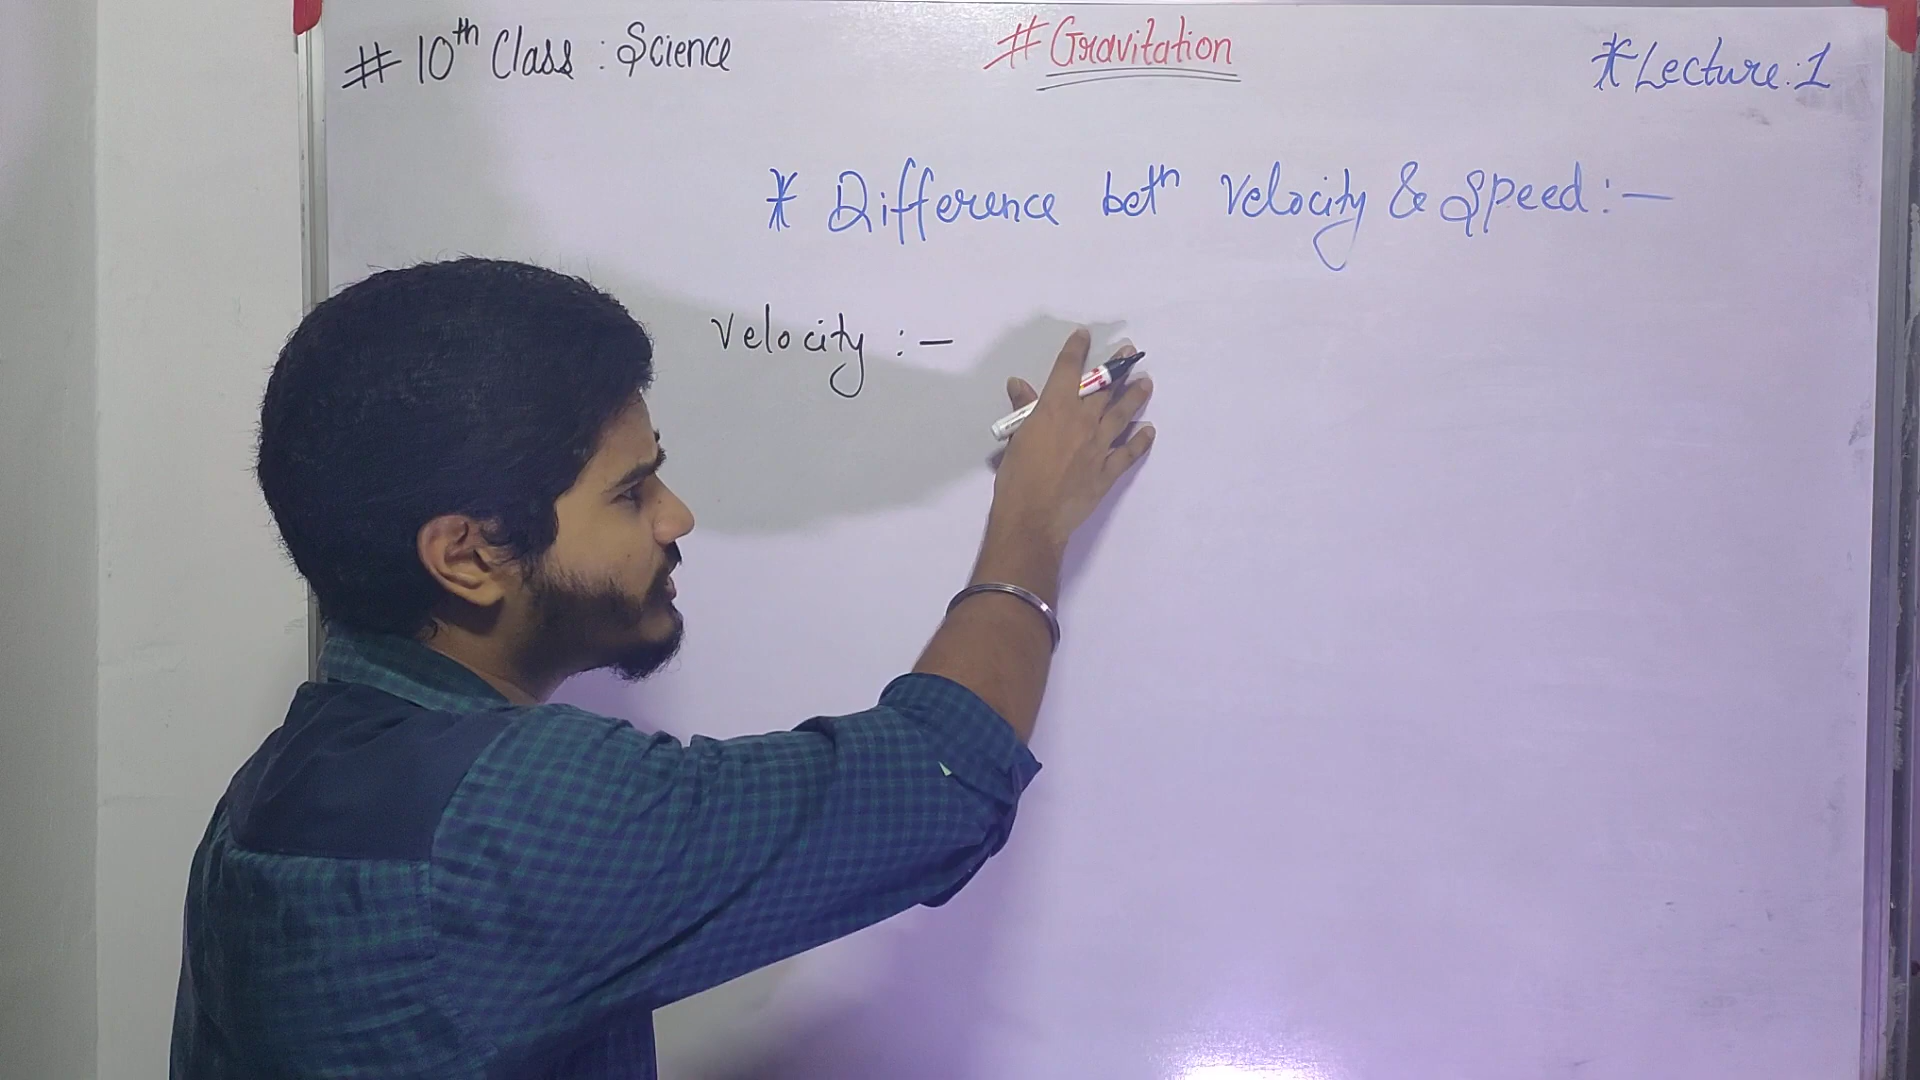 # 10th Class : Science
# Gravitation
* Lecture : 1
* Difference betn Velocity & Speed :-
Velocity :-